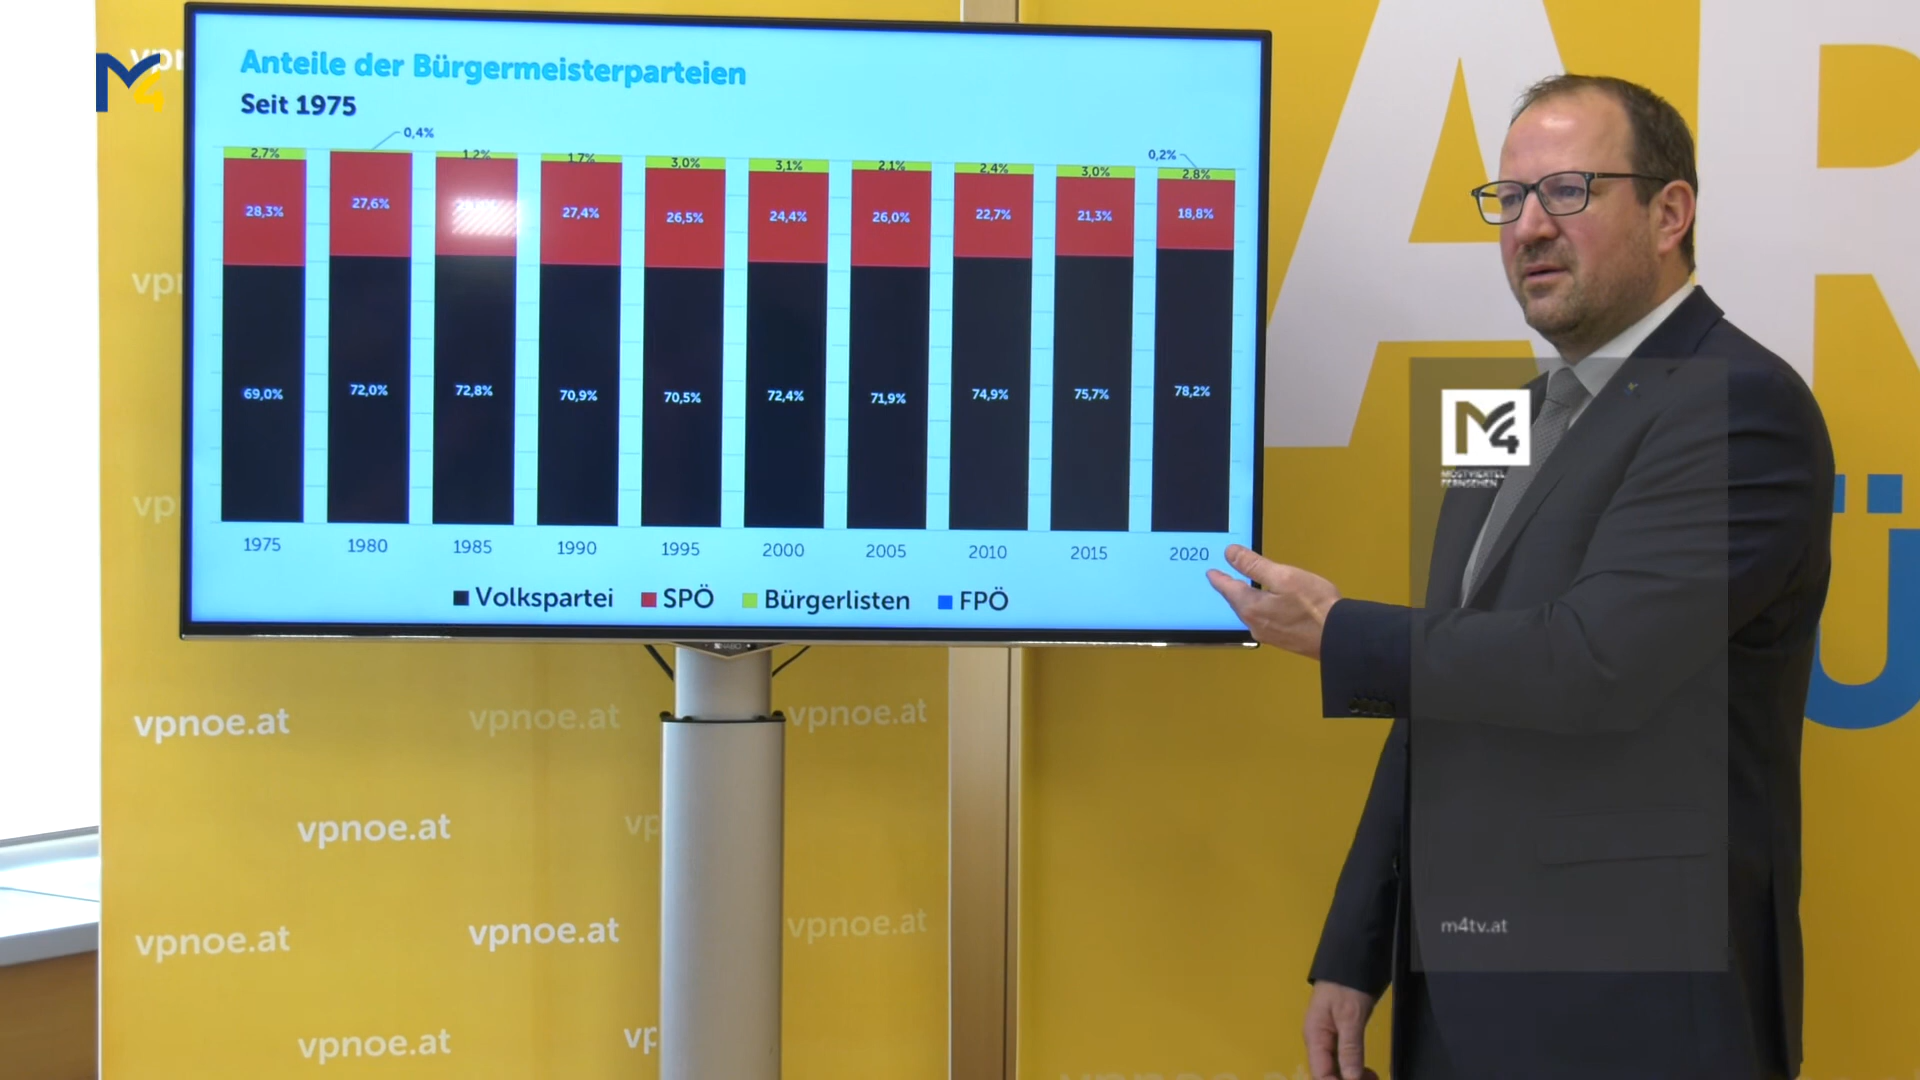 Anteile der Bürgermeisterparteien
Seit 1975
0,4%
0,2%
2,7% 1,2% 1,7% 3,0% 3,1% 2,1% 2,4% 3,0% 2,8%
28,3% 27,6% 27,4% 26,5% 24,4% 26,0% 22,7% 21,3% 18,8%
69,0% 72,0% 72,8% 70,9% 70,5% 72,4% 71,9% 74,9% 75,7% 78,2%
1975 1980 1985 1990 1995 2000 2005 2010 2015 2020
Volkspartei SPÖ Bürgerlisten FPÖ
M4
MOSTVIERTEL
FERNSEHEN
vpnoe.at vpnoe.at vpnoe.at
vpnoe.at
vpnoe.at vpnoe.at vpnoe.at
m4tv.at
vpnoe.at